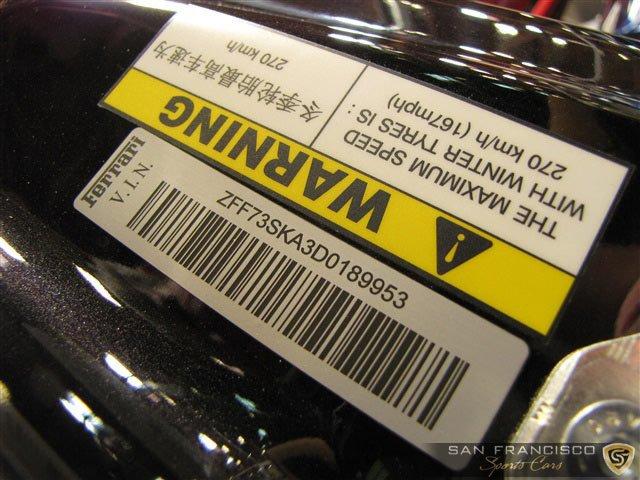 WARNING
THE MAXIMUM SPEED
WITH WINTER TYRES IS :
270 km/h (167mph)
冬季轮胎最高车速为
270 km/h
Ferrari
V.I.N.
ZFF73SKA3D0189953
SAN FRANCISCO
Sports Cars